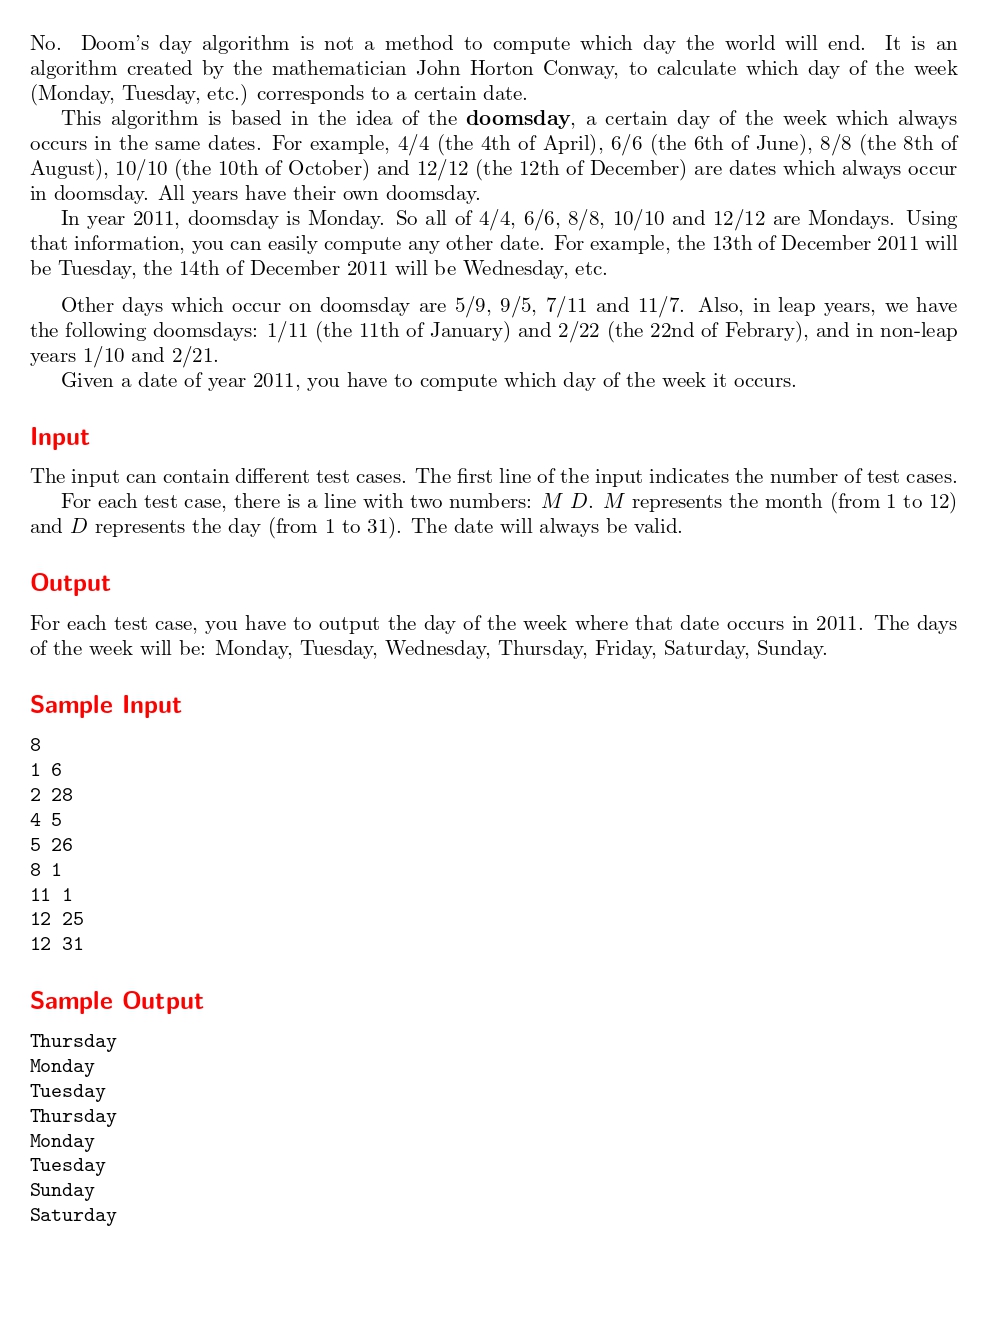 No. Doom's day algorithm is not a method to compute which day the world will end. It is an
algorithm created by the mathematician John Horton Conway, to calculate which day of the week
(Monday, Tuesday, etc.) corresponds to a certain date.
This algorithm is based in the idea of the doomsday, a certain day of the week which always
occurs in the same dates. For example, 4/4 (the 4th of April), 6/6 (the 6th of June), 8/8 (the 8th of
August), 10/10 (the 10th of October) and 12/12 (the 12th of December) are dates which always occur
in doomsday. All years have their own doomsday.
In year 2011, doomsday is Monday. So all of 4/4, 6/6, 8/8, 10/10 and 12/12 are Mondays. Using
that information, you can easily compute any other date. For example, the 13th of December 2011 will
be Tuesday, the 14th of December 2011 will be Wednesday, etc.
Other days which occur on doomsday are 5/9, 9/5, 7/11 and 11/7. Also, in leap years, we have
the following doomsdays: 1/11 (the 11th of January) and 2/22 (the 22nd of Febrary), and in non-leap
years 1/10 and 2/21.
Given a date of year 2011, you have to compute which day of the week it occurs.
Input
The input can contain different test cases. The first line of the input indicates the number of test cases.
For each test case, there is a line with two numbers: M D. M represents the month (from 1 to 12)
and D represents the day (from 1 to 31). The date will always be valid.
Output
For each test case, you have to output the day of the week where that date occurs in 2011. The days
of the week will be: Monday, Tuesday, Wednesday, Thursday, Friday, Saturday, Sunday.
Sample Input
8
1 6
2 28
4 5
5 26
8 1
11 1
12 25
12 31
Sample Output
Thursday
Monday
Tuesday
Thursday
Monday
Tuesday
Sunday
Saturday